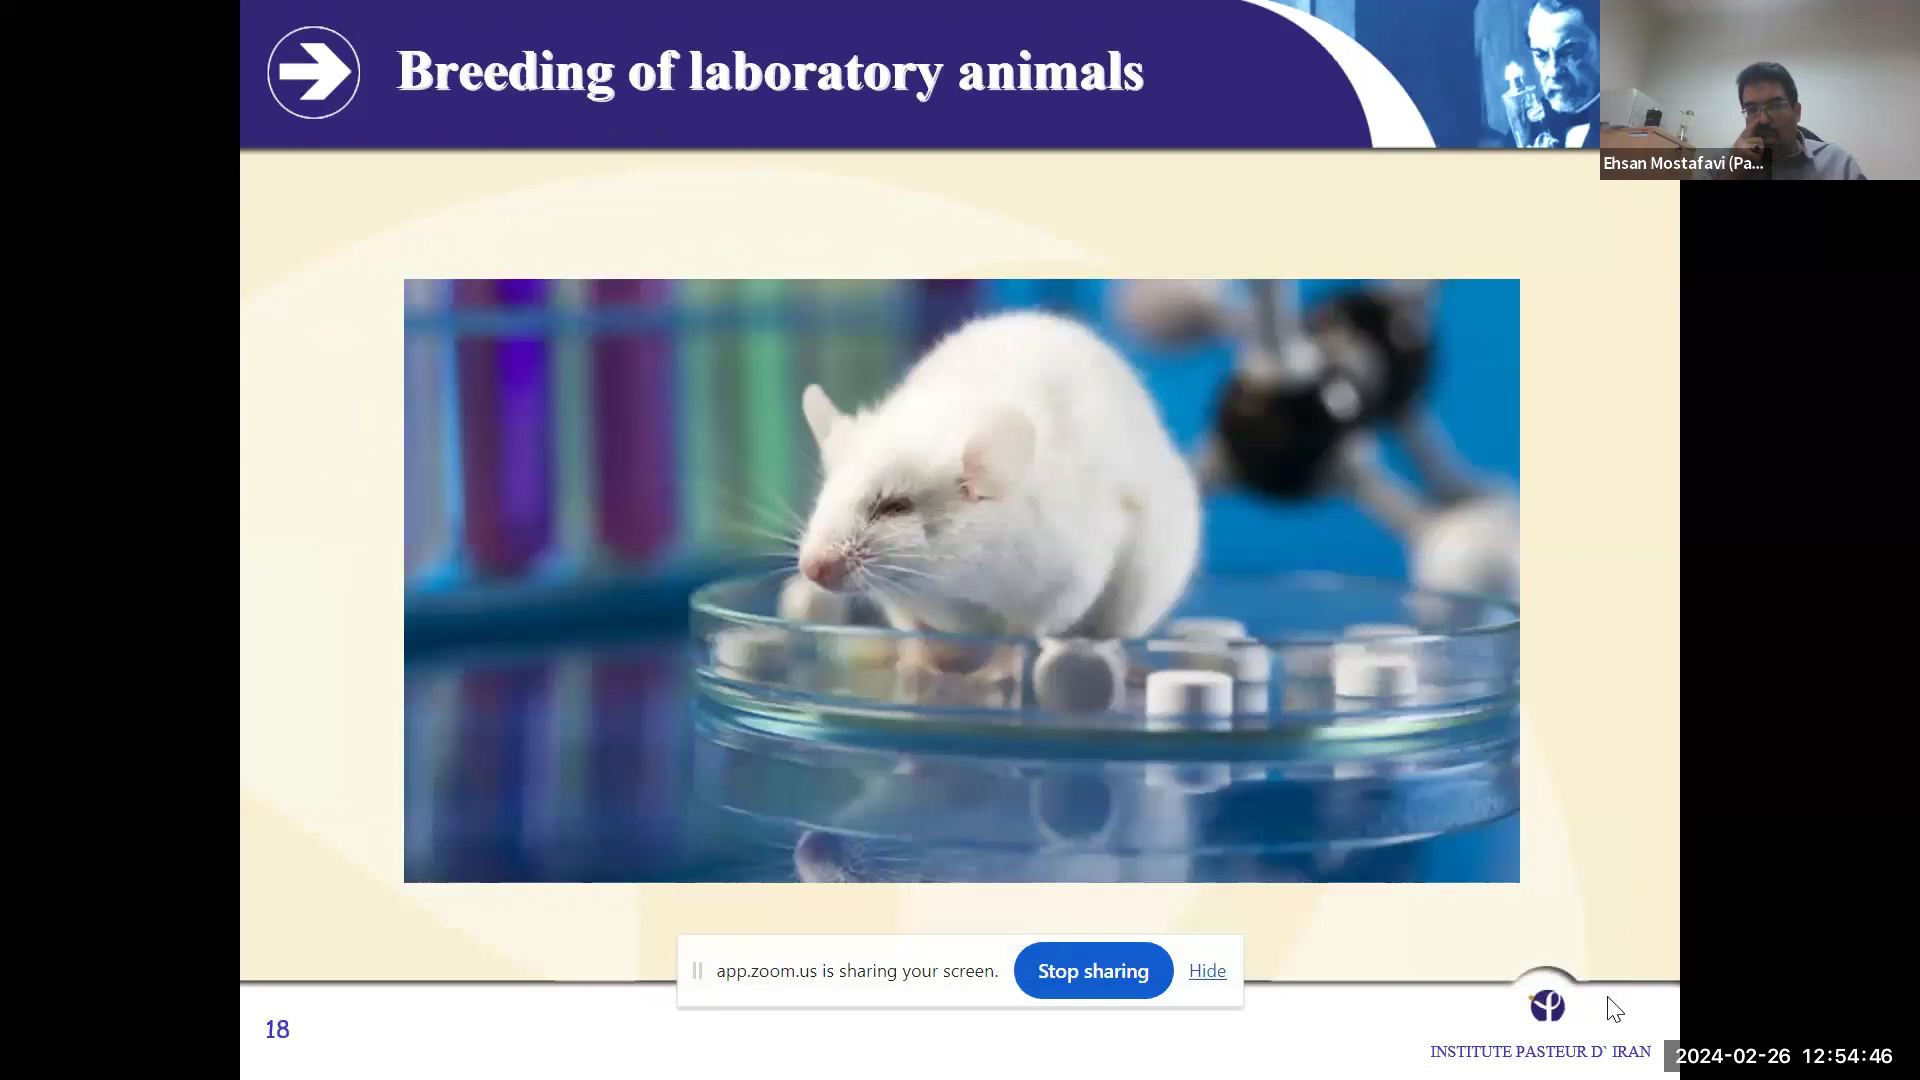 Breeding of laboratory animals
Ehsan Mostafavi (Pa...
app.zoom.us is sharing your screen.
Stop sharing
Hide
18
INSTITUTE PASTEUR D` IRAN
2024-02-26 12:54:46